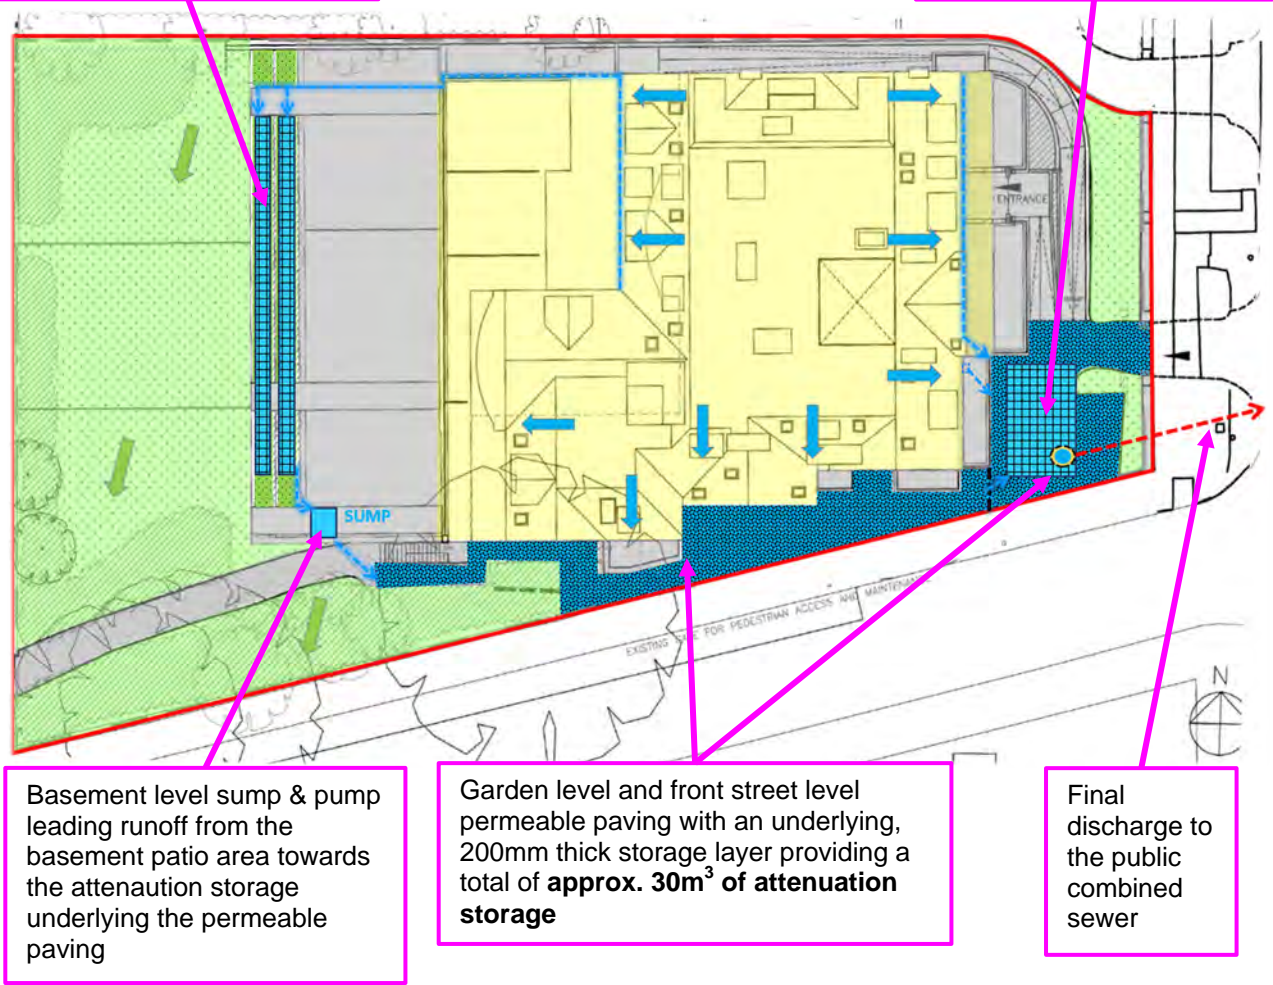 ENTRANCE
SUMP
EXISTING GATE FOR PEDESTRIAN ACCESS AND MAINTENANCE
N
Basement level sump & pump
leading runoff from the
basement patio area towards
the attenaution storage
underlying the permeable
paving
Garden level and front street level
permeable paving with an underlying,
200mm thick storage layer providing a
total of approx. 30m³ of attenuation
storage
Final
discharge to
the public
combined
sewer